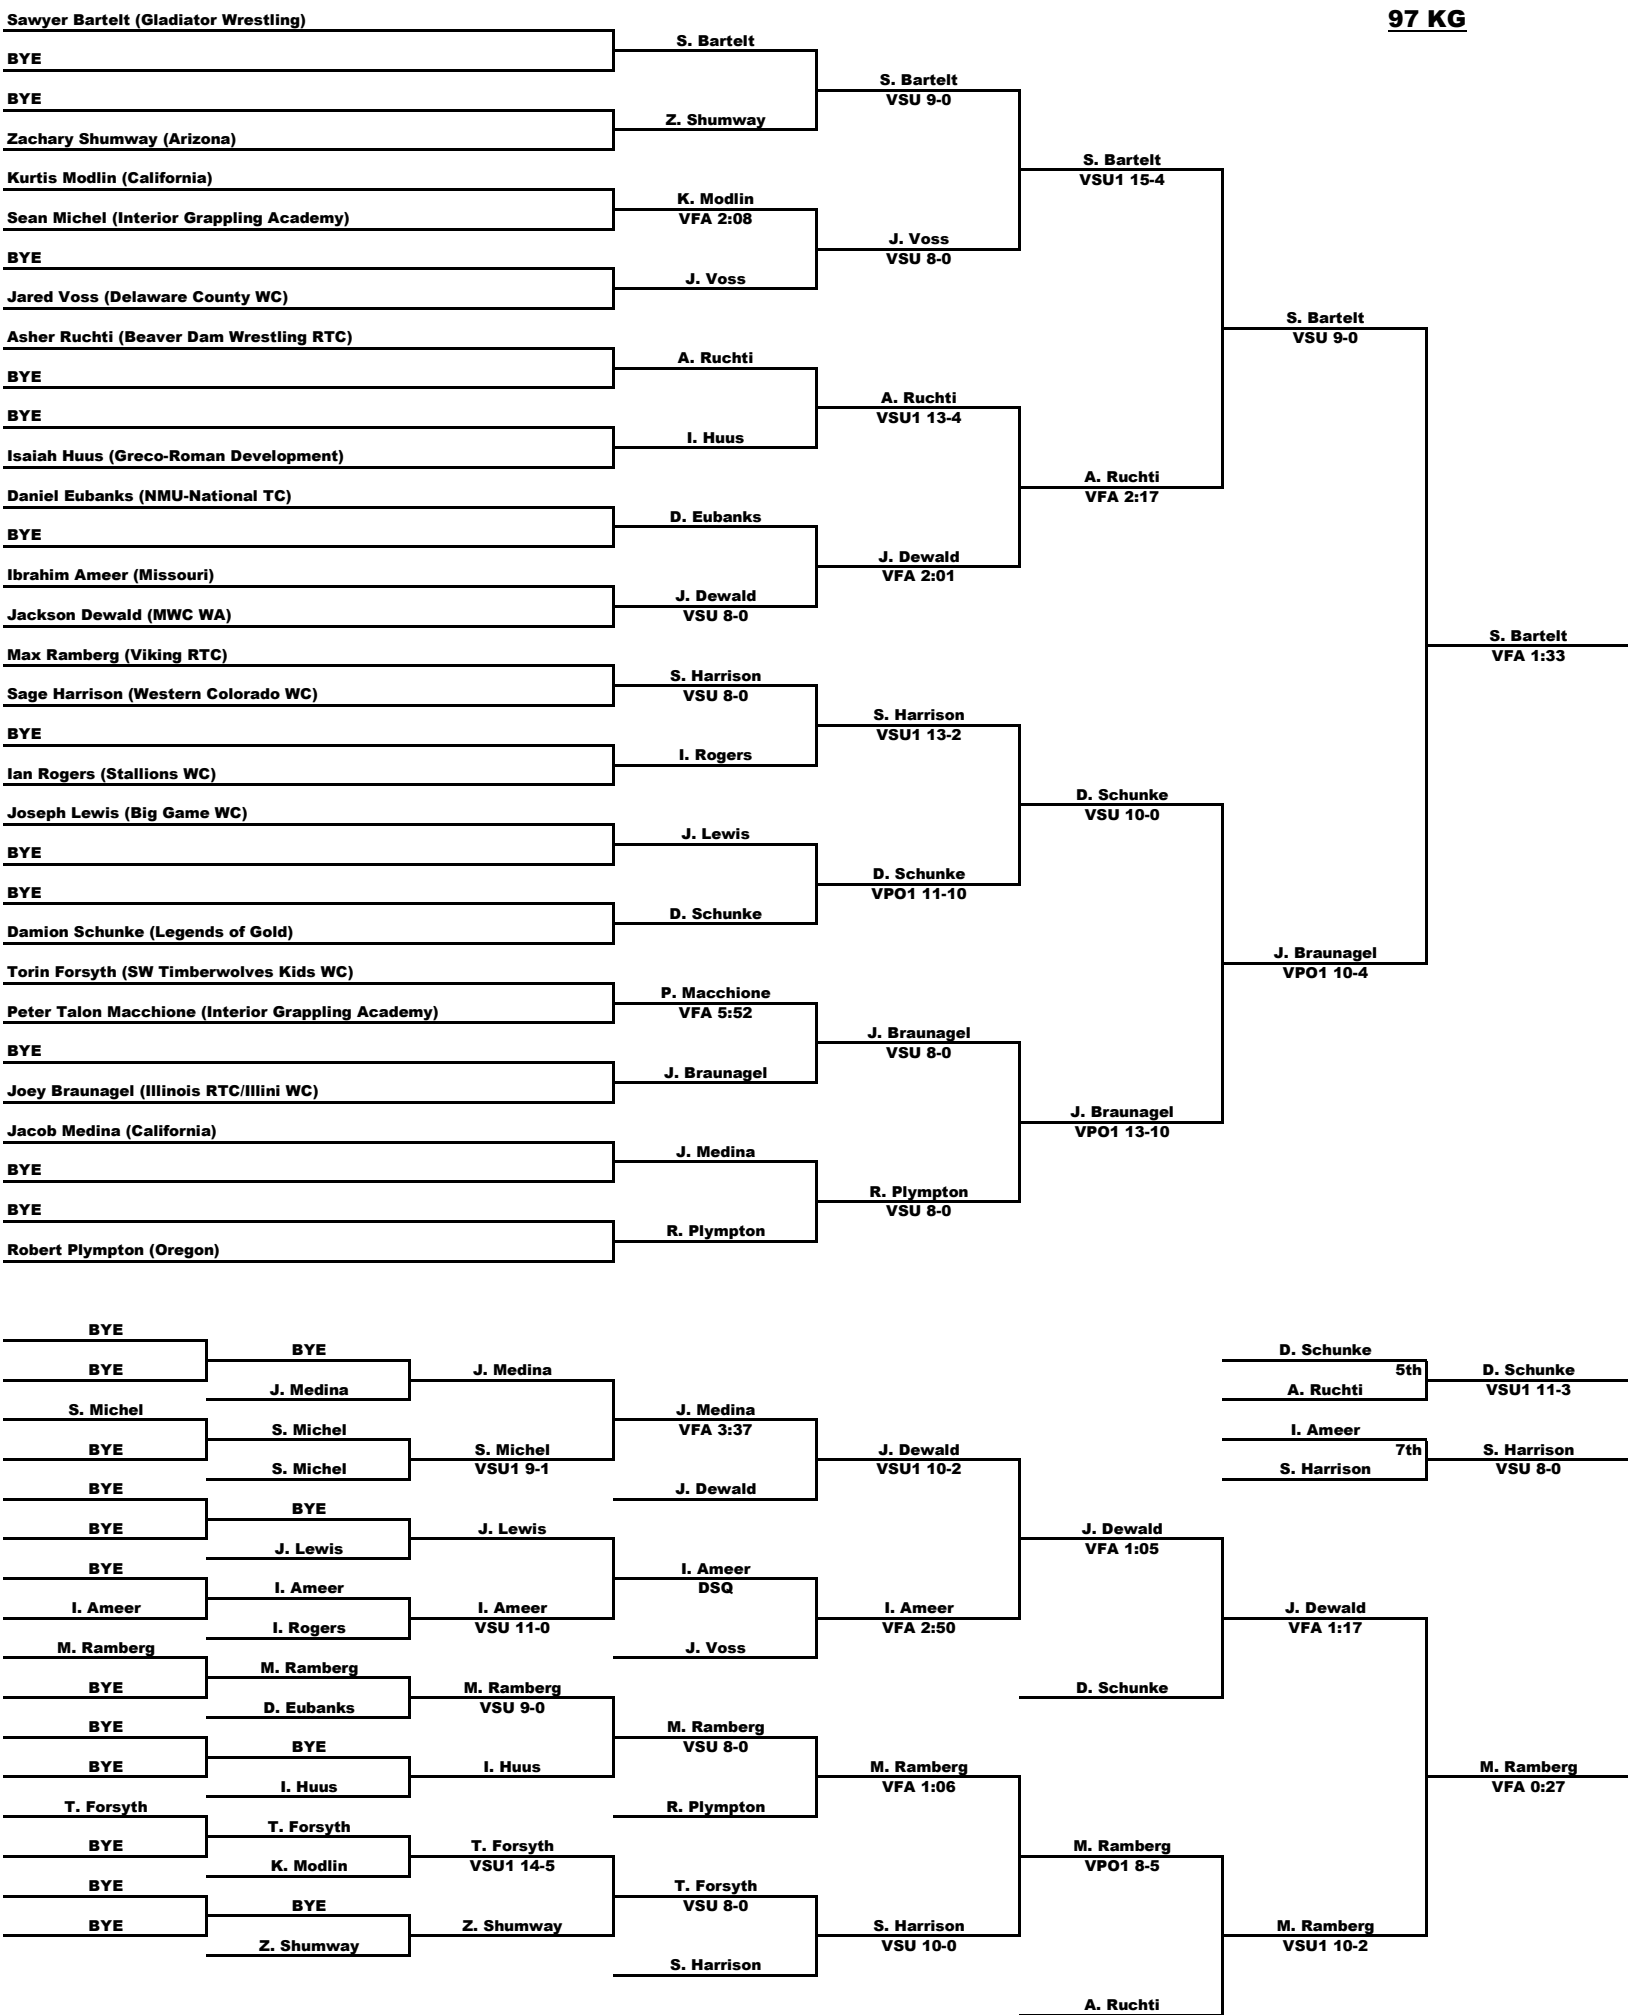 97 KG
Sawyer Bartelt (Gladiator Wrestling)
BYE
BYE
Zachary Shumway (Arizona)
Kurtis Modlin (California)
Sean Michel (Interior Grappling Academy)
BYE
Jared Voss (Delaware County WC)
Asher Ruchti (Beaver Dam Wrestling RTC)
BYE
BYE
Isaiah Huus (Greco-Roman Development)
Daniel Eubanks (NMU-National TC)
BYE
Ibrahim Ameer (Missouri)
Jackson Dewald (MWC WA)
Max Ramberg (Viking RTC)
Sage Harrison (Western Colorado WC)
BYE
Ian Rogers (Stallions WC)
Joseph Lewis (Big Game WC)
BYE
BYE
Damion Schunke (Legends of Gold)
Torin Forsyth (SW Timberwolves Kids WC)
Peter Talon Macchione (Interior Grappling Academy)
BYE
Joey Braunagel (Illinois RTC/Illini WC)
Jacob Medina (California)
BYE
BYE
Robert Plympton (Oregon)
S. Bartelt
Z. Shumway
K. Modlin
VFA 2:08
J. Voss
A. Ruchti
I. Huus
D. Eubanks
J. Dewald
VSU 8-0
S. Harrison
VSU 8-0
I. Rogers
J. Lewis
D. Schunke
P. Macchione
VFA 5:52
J. Braunagel
J. Medina
R. Plympton
S. Bartelt
VSU 9-0
J. Voss
VSU 8-0
A. Ruchti
VSU1 13-4
J. Dewald
VFA 2:01
S. Harrison
VSU1 13-2
D. Schunke
VPO1 11-10
J. Braunagel
VSU 8-0
R. Plympton
VSU 8-0
S. Bartelt
VSU1 15-4
A. Ruchti
VFA 2:17
D. Schunke
VSU 10-0
J. Braunagel
VPO1 13-10
S. Bartelt
VSU 9-0
J. Braunagel
VPO1 10-4
S. Bartelt
VFA 1:33
BYE
BYE
S. Michel
BYE
BYE
BYE
BYE
I. Ameer
M. Ramberg
BYE
BYE
BYE
T. Forsyth
BYE
BYE
BYE
BYE
J. Medina
S. Michel
S. Michel
BYE
J. Lewis
I. Ameer
I. Rogers
M. Ramberg
D. Eubanks
BYE
I. Huus
T. Forsyth
K. Modlin
BYE
Z. Shumway
J. Medina
S. Michel
VSU1 9-1
J. Lewis
I. Ameer
VSU 11-0
M. Ramberg
VSU 9-0
I. Huus
T. Forsyth
VSU1 14-5
Z. Shumway
J. Medina
VFA 3:37
J. Dewald
I. Ameer
DSQ
J. Voss
M. Ramberg
VSU 8-0
R. Plympton
T. Forsyth
VSU 8-0
S. Harrison
J. Dewald
VSU1 10-2
I. Ameer
VFA 2:50
M. Ramberg
VFA 1:06
S. Harrison
VSU 10-0
J. Dewald
VFA 1:05
D. Schunke
M. Ramberg
VPO1 8-5
A. Ruchti
J. Dewald
VFA 1:17
M. Ramberg
VSU1 10-2
M. Ramberg
VFA 0:27
D. Schunke
5th
A. Ruchti
D. Schunke
VSU1 11-3
I. Ameer
7th
S. Harrison
S. Harrison
VSU 8-0